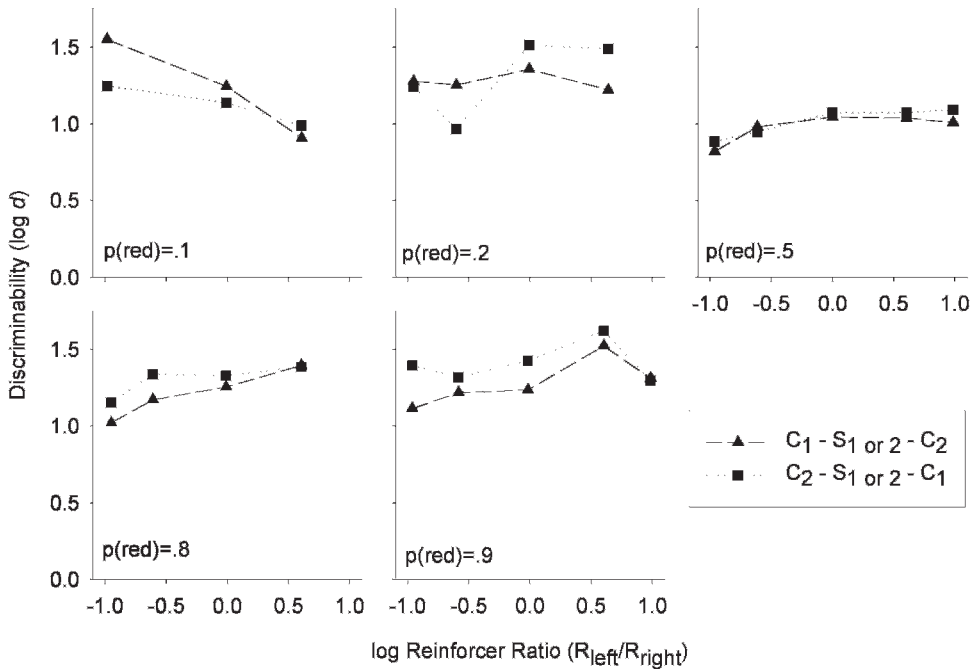 Discriminability (log d)
1.5
1.0
0.5
0.0
p(red)=.1
p(red)=.2
p(red)=.5
-1.0 -0.5 0.0 0.5 1.0
1.5
1.0
0.5
0.0
p(red)=.8
p(red)=.9
C1 - S1 or 2 - C2
C2 - S1 or 2 - C1
-1.0 -0.5 0.0 0.5 1.0
-1.0 -0.5 0.0 0.5 1.0
log Reinforcer Ratio (Rleft/Rright)